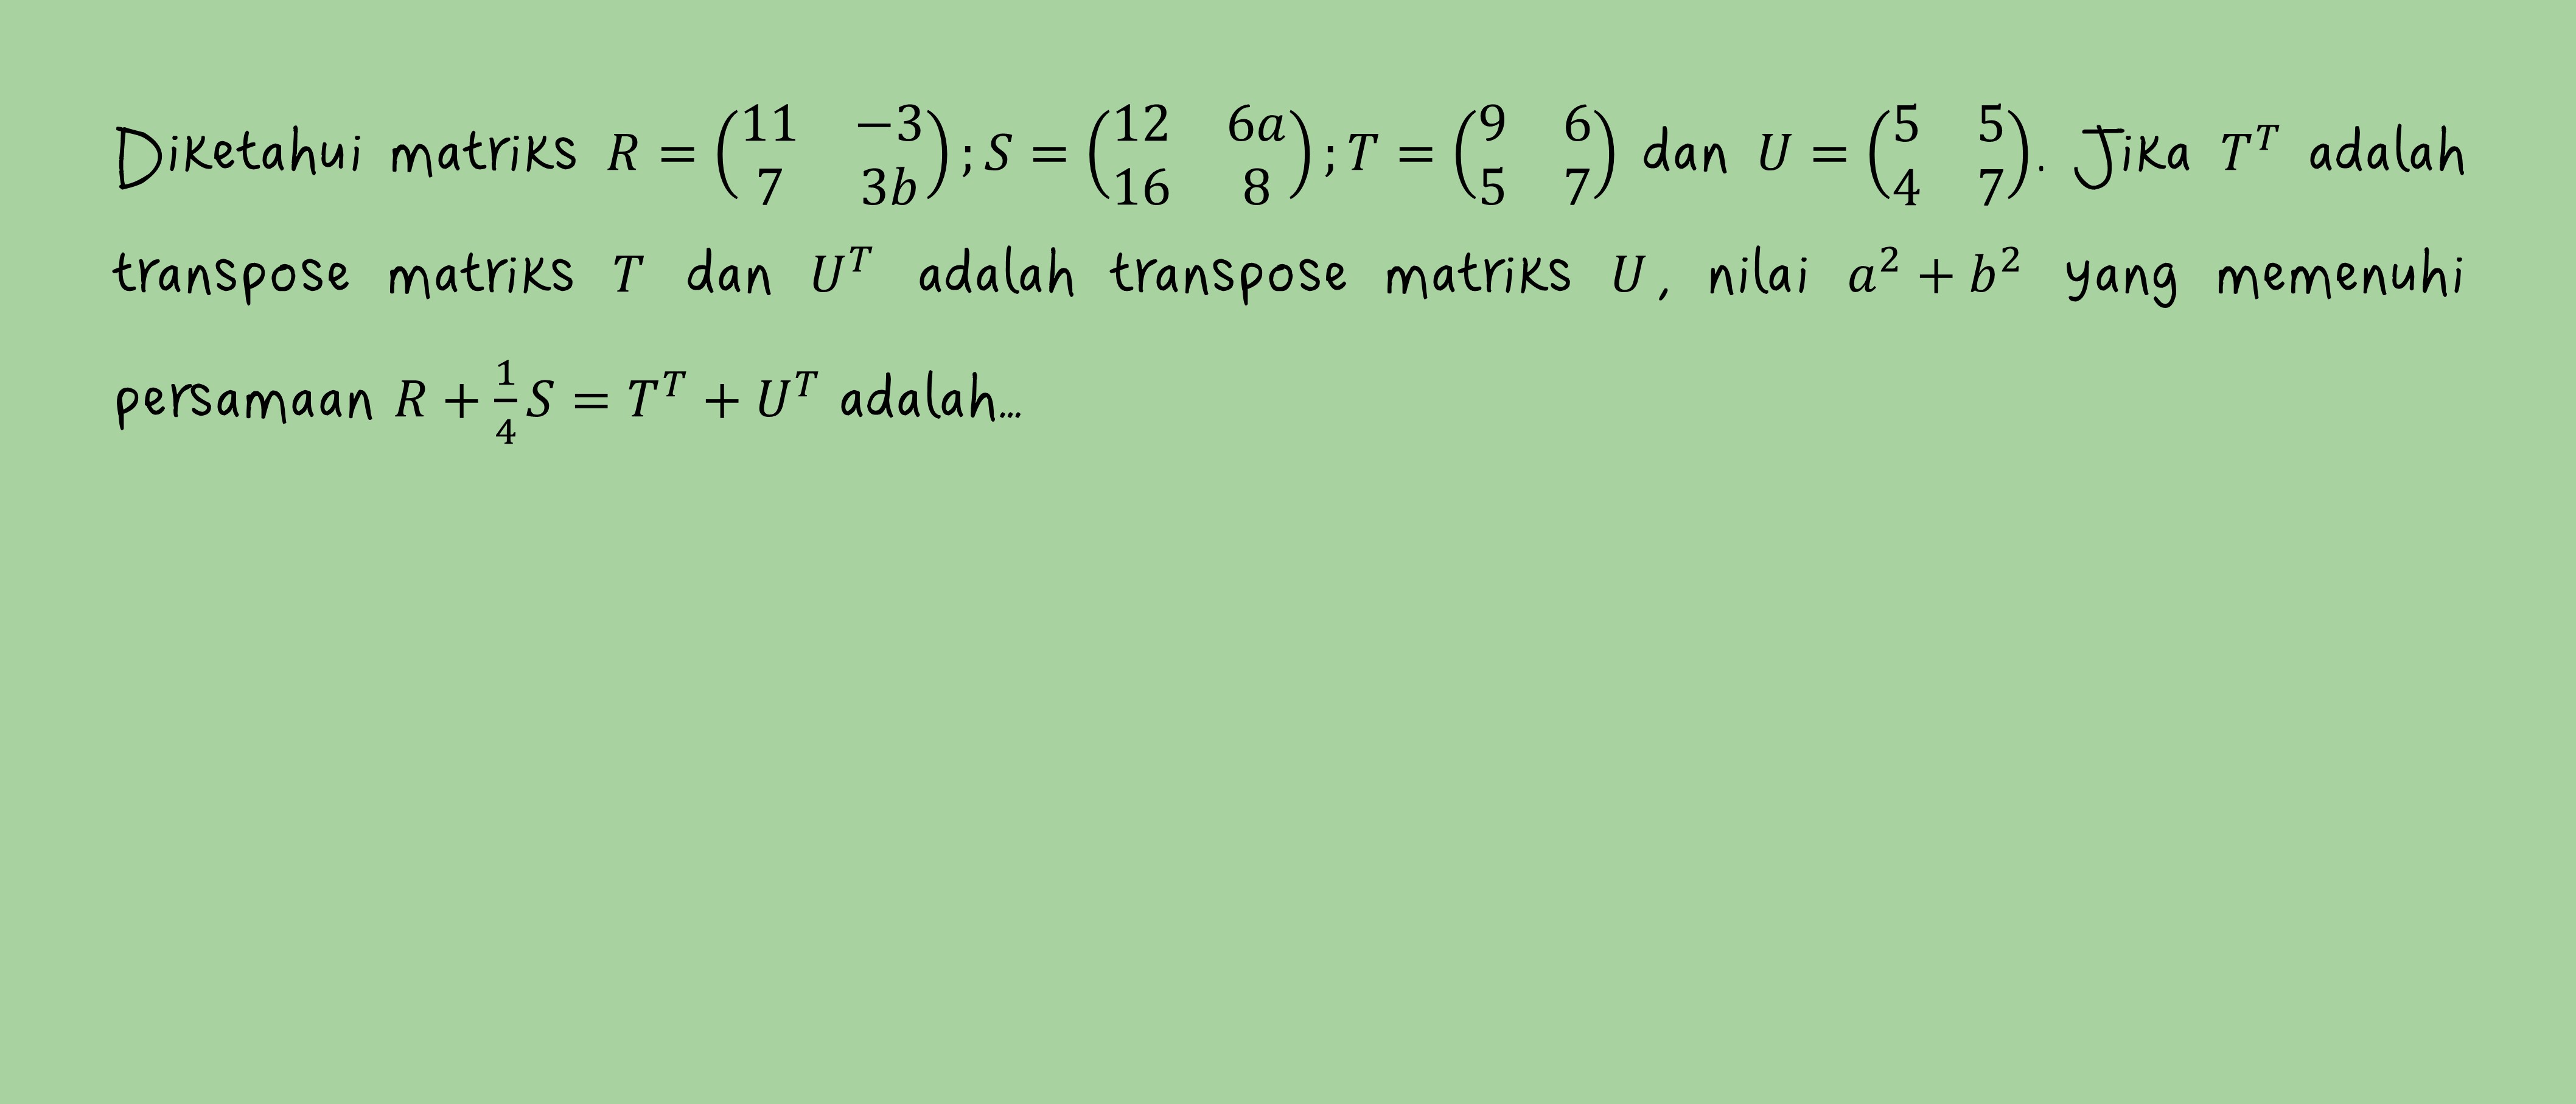 Diketahui matriks $R = \begin{pmatrix} 11 & -3 \\ 7 & 3b \end{pmatrix}; S = \begin{pmatrix} 12 & 6a \\ 16 & 8 \end{pmatrix}; T = \begin{pmatrix} 9 & 6 \\ 5 & 7 \end{pmatrix}$ dan $U = \begin{pmatrix} 5 & 5 \\ 4 & 7 \end{pmatrix}$. Jika $T^T$ adalah
transpose matriks $T$ dan $U^T$ adalah transpose matriks $U$, nilai $a^2 + b^2$ yang memenuhi
persamaan $R + \frac{1}{4}S = T^T + U^T$ adalah...